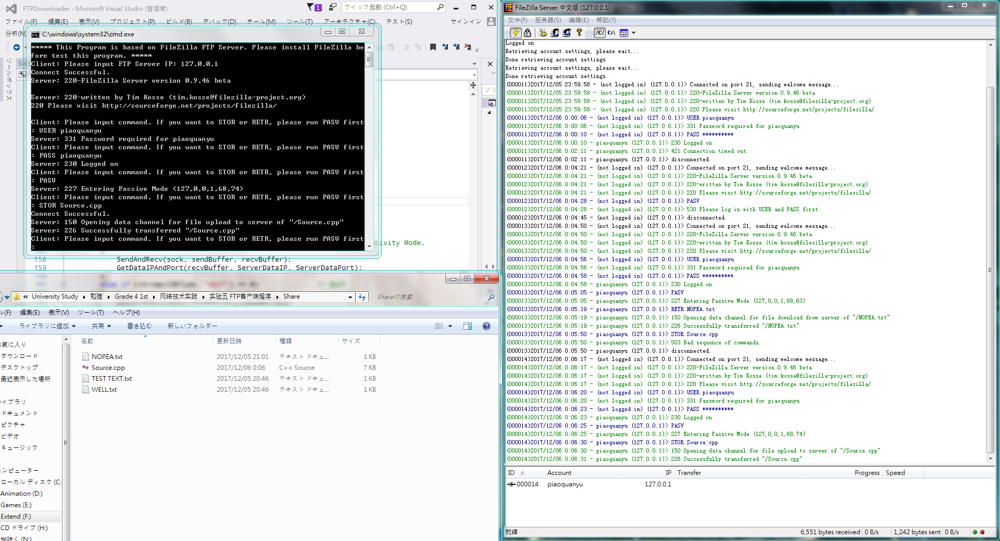 FTPDownloader - Microsoft Visual Studio (管理者)
1
クイック起動 (Ctrl+Q)
ファイル(F) 編集(E) 表示(V) プロジェクト(P) ビルド(B) デバッグ(D) チーム(M) ツール(T) アーキテクチャ(C) テスト(S) サインイン
分析(N)
ツールボックス
C:\windows\system32\cmd.exe
***** This Program is based on FileZilla FTP Server. Please install FileZilla be
fore test this program. *****
Client: Please input FTP Server IP: 127.0.0.1
Connect Successful.
Server: 220-FileZilla Server version 0.9.46 beta
Server: 220-written by Tim Kosse (tim.kosse@filezilla-project.org)
220 Please visit http://sourceforge.net/projects/filezilla/
Client: Please input command. If you want to STOR or RETR, please run PASV first
: USER piaoquanyu
Server: 331 Password required for piaoquanyu
Client: Please input command. If you want to STOR or RETR, please run PASV first
: PASS piaoquanyu
Server: 230 Logged on
Client: Please input command. If you want to STOR or RETR, please run PASV first
: PASV
Server: 227 Entering Passive Mode (127,0,0,1,68,74)
Client: Please input command. If you want to STOR or RETR, please run PASV first
: STOR Source.cpp
Connect Successful.
Server: 150 Opening data channel for file upload to server of "/Source.cpp"
Server: 226 Successfully transferred "/Source.cpp"
Client: Please input command. If you want to STOR or RETR, please run PASV first
:
ivity Mode.
158 SendAndRecv(sock, sendBuffer, recvBuffer);
159 GetDataIPAndPort(recvBuffer, ServerDataIP, ServerDataPort);
« University Study ▸ 勉強 ▸ Grade 4 1st ▸ 网络技术实践 ▸ 实验五 FTP客户端程序 ▸ Share
Shareの検索
ル(F) 編集(E) 表示(V) ツール(T) ヘルプ(H)
ライブラリに追加 共有 書き込む 新しいフォルダー
名前 更新日時 種類 サイズ
NOPEA.txt 2017/12/05 21:01 テキスト ドキュ... 1 KB
Source.cpp 2017/12/06 0:06 C++ Source 7 KB
TEST TEXT.txt 2017/12/05 20:46 テキスト ドキュ... 1 KB
WELL.txt 2017/12/05 20:46 テキスト ドキュ... 1 KB
気に入り
ダウンロード
デスクトップ
最近表示した場所
イブラリ
ドキュメント
ピクチャ
ビデオ
ミュージック
ンピューター
ローカル ディスク (C:
Animation (D:)
Games (E:)
Extend (F:)
CD ドライブ (H:)
桜咲く (N:)
FileZilla Server 中文版 (127.0.0.1)
文件(F) 服务器(S) 编辑(E) 帮助(?)
/C/ C:\
Logged on
Retrieving account settings, please wait...
Done retrieving account settings
Retrieving account settings, please wait...
Done retrieving account settings
(000011)2017/12/05 23:59:58 - (not logged in) (127.0.0.1)> Connected on port 21, sending welcome message...
(000011)2017/12/05 23:59:58 - (not logged in) (127.0.0.1)> 220-FileZilla Server version 0.9.46 beta
(000011)2017/12/05 23:59:58 - (not logged in) (127.0.0.1)> 220-written by Tim Kosse (tim.kosse@filezilla-project.org)
(000011)2017/12/05 23:59:58 - (not logged in) (127.0.0.1)> 220 Please visit http://sourceforge.net/projects/filezilla/
(000011)2017/12/06 0:00:06 - (not logged in) (127.0.0.1)> USER piaoquanyu
(000011)2017/12/06 0:00:06 - (not logged in) (127.0.0.1)> 331 Password required for piaoquanyu
(000011)2017/12/06 0:00:10 - (not logged in) (127.0.0.1)> PASS **********
(000011)2017/12/06 0:00:10 - piaoquanyu (127.0.0.1)> 230 Logged on
(000011)2017/12/06 0:02:11 - piaoquanyu (127.0.0.1)> 421 Connection timed out.
(000011)2017/12/06 0:02:11 - piaoquanyu (127.0.0.1)> disconnected.
(000012)2017/12/06 0:04:21 - (not logged in) (127.0.0.1)> Connected on port 21, sending welcome message...
(000012)2017/12/06 0:04:21 - (not logged in) (127.0.0.1)> 220-FileZilla Server version 0.9.46 beta
(000012)2017/12/06 0:04:21 - (not logged in) (127.0.0.1)> 220-written by Tim Kosse (tim.kosse@filezilla-project.org)
(000012)2017/12/06 0:04:21 - (not logged in) (127.0.0.1)> 220 Please visit http://sourceforge.net/projects/filezilla/
(000012)2017/12/06 0:04:28 - (not logged in) (127.0.0.1)> PASV
(000012)2017/12/06 0:04:28 - (not logged in) (127.0.0.1)> 530 Please log in with USER and PASS first.
(000012)2017/12/06 0:04:45 - (not logged in) (127.0.0.1)> disconnected.
(000013)2017/12/06 0:04:50 - (not logged in) (127.0.0.1)> Connected on port 21, sending welcome message...
(000013)2017/12/06 0:04:50 - (not logged in) (127.0.0.1)> 220-FileZilla Server version 0.9.46 beta
(000013)2017/12/06 0:04:50 - (not logged in) (127.0.0.1)> 220-written by Tim Kosse (tim.kosse@filezilla-project.org)
(000013)2017/12/06 0:04:50 - (not logged in) (127.0.0.1)> 220 Please visit http://sourceforge.net/projects/filezilla/
(000013)2017/12/06 0:04:56 - (not logged in) (127.0.0.1)> USER piaoquanyu
(000013)2017/12/06 0:04:56 - (not logged in) (127.0.0.1)> 331 Password required for piaoquanyu
(000013)2017/12/06 0:04:58 - (not logged in) (127.0.0.1)> PASS **********
(000013)2017/12/06 0:04:58 - piaoquanyu (127.0.0.1)> 230 Logged on
(000013)2017/12/06 0:05:05 - piaoquanyu (127.0.0.1)> PASV
(000013)2017/12/06 0:05:05 - piaoquanyu (127.0.0.1)> 227 Entering Passive Mode (127,0,0,1,68,63)
(000013)2017/12/06 0:05:19 - piaoquanyu (127.0.0.1)> RETR NOPEA.txt
(000013)2017/12/06 0:05:19 - piaoquanyu (127.0.0.1)> 150 Opening data channel for file download from server of "/NOPEA.txt"
(000013)2017/12/06 0:05:19 - piaoquanyu (127.0.0.1)> 226 Successfully transferred "/NOPEA.txt"
(000013)2017/12/06 0:05:50 - piaoquanyu (127.0.0.1)> STOR Source.cpp
(000013)2017/12/06 0:05:50 - piaoquanyu (127.0.0.1)> 503 Bad sequence of commands.
(000013)2017/12/06 0:05:50 - piaoquanyu (127.0.0.1)> disconnected.
(000014)2017/12/06 0:06:17 - (not logged in) (127.0.0.1)> Connected on port 21, sending welcome message...
(000014)2017/12/06 0:06:17 - (not logged in) (127.0.0.1)> 220-FileZilla Server version 0.9.46 beta
(000014)2017/12/06 0:06:17 - (not logged in) (127.0.0.1)> 220-written by Tim Kosse (tim.kosse@filezilla-project.org)
(000014)2017/12/06 0:06:17 - (not logged in) (127.0.0.1)> 220 Please visit http://sourceforge.net/projects/filezilla/
(000014)2017/12/06 0:06:20 - (not logged in) (127.0.0.1)> USER piaoquanyu
(000014)2017/12/06 0:06:20 - (not logged in) (127.0.0.1)> 331 Password required for piaoquanyu
(000014)2017/12/06 0:06:23 - (not logged in) (127.0.0.1)> PASS **********
(000014)2017/12/06 0:06:23 - piaoquanyu (127.0.0.1)> 230 Logged on
(000014)2017/12/06 0:06:25 - piaoquanyu (127.0.0.1)> PASV
(000014)2017/12/06 0:06:25 - piaoquanyu (127.0.0.1)> 227 Entering Passive Mode (127,0,0,1,68,74)
(000014)2017/12/06 0:06:30 - piaoquanyu (127.0.0.1)> STOR Source.cpp
(000014)2017/12/06 0:06:30 - piaoquanyu (127.0.0.1)> 150 Opening data channel for file upload to server of "/Source.cpp"
(000014)2017/12/06 0:06:31 - piaoquanyu (127.0.0.1)> 226 Successfully transferred "/Source.cpp"
ID Account IP Transfer Progress Speed
000014 piaoquanyu 127.0.0.1
就绪 6,551 bytes received 0 B/s 1,242 bytes sent 0 B/s